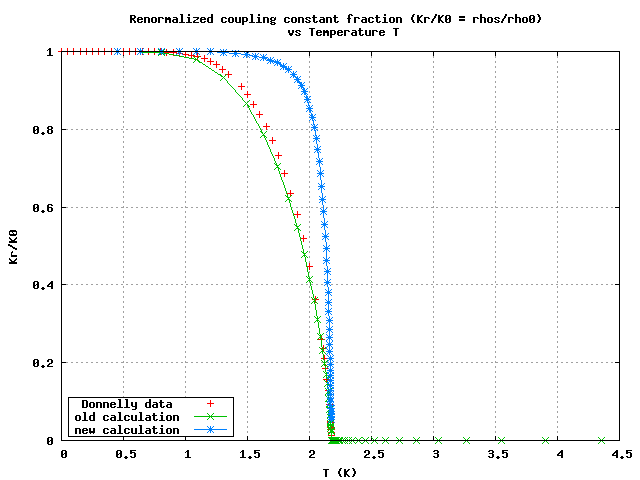 Renormalized coupling constant fraction (Kr/K0 = rhos/rho0)
vs Temperature T
1
0.8
0.6
0.4
0.2
0
Kr/K0
Donnelly data
old calculation
new calculation
0 0.5 1 1.5 2 2.5 3 3.5 4 4.5
T (K)